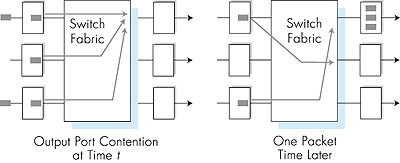 Switch
Fabric
Switch
Fabric
Output Port Contention
at Time t
One Packet
Time Later